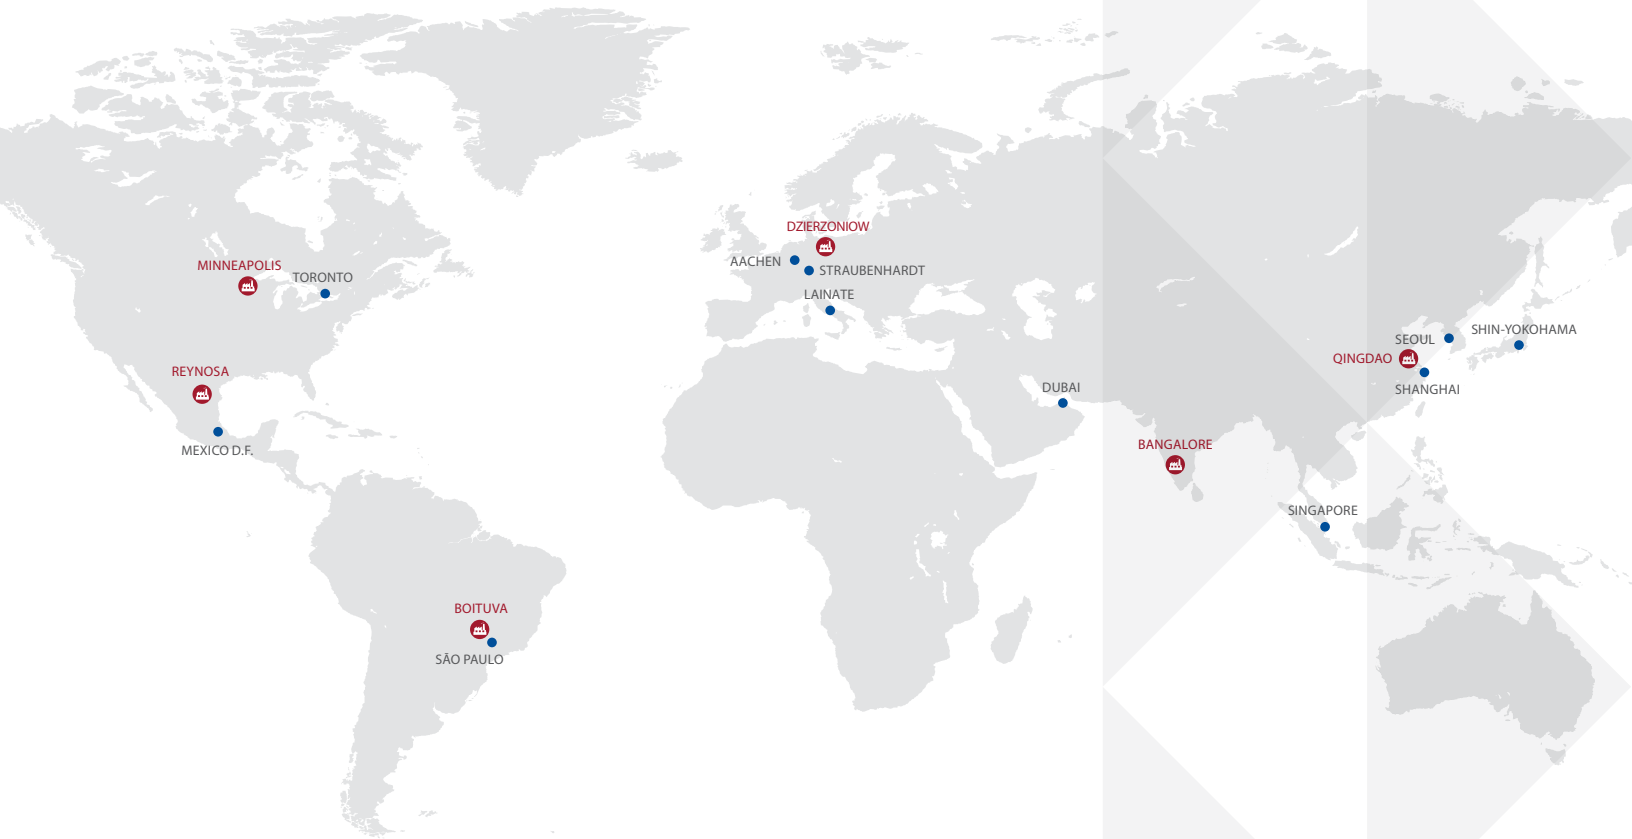 DZIERZONIOW
AACHEN
STRAUBENHARDT
LAINATE
MINNEAPOLIS
TORONTO
REYNOSA
MEXICO D.F.
BOITUVA
SÃO PAULO
DUBAI
BANGALORE
SINGAPORE
SEOUL
SHIN-YOKOHAMA
QINGDAO
SHANGHAI